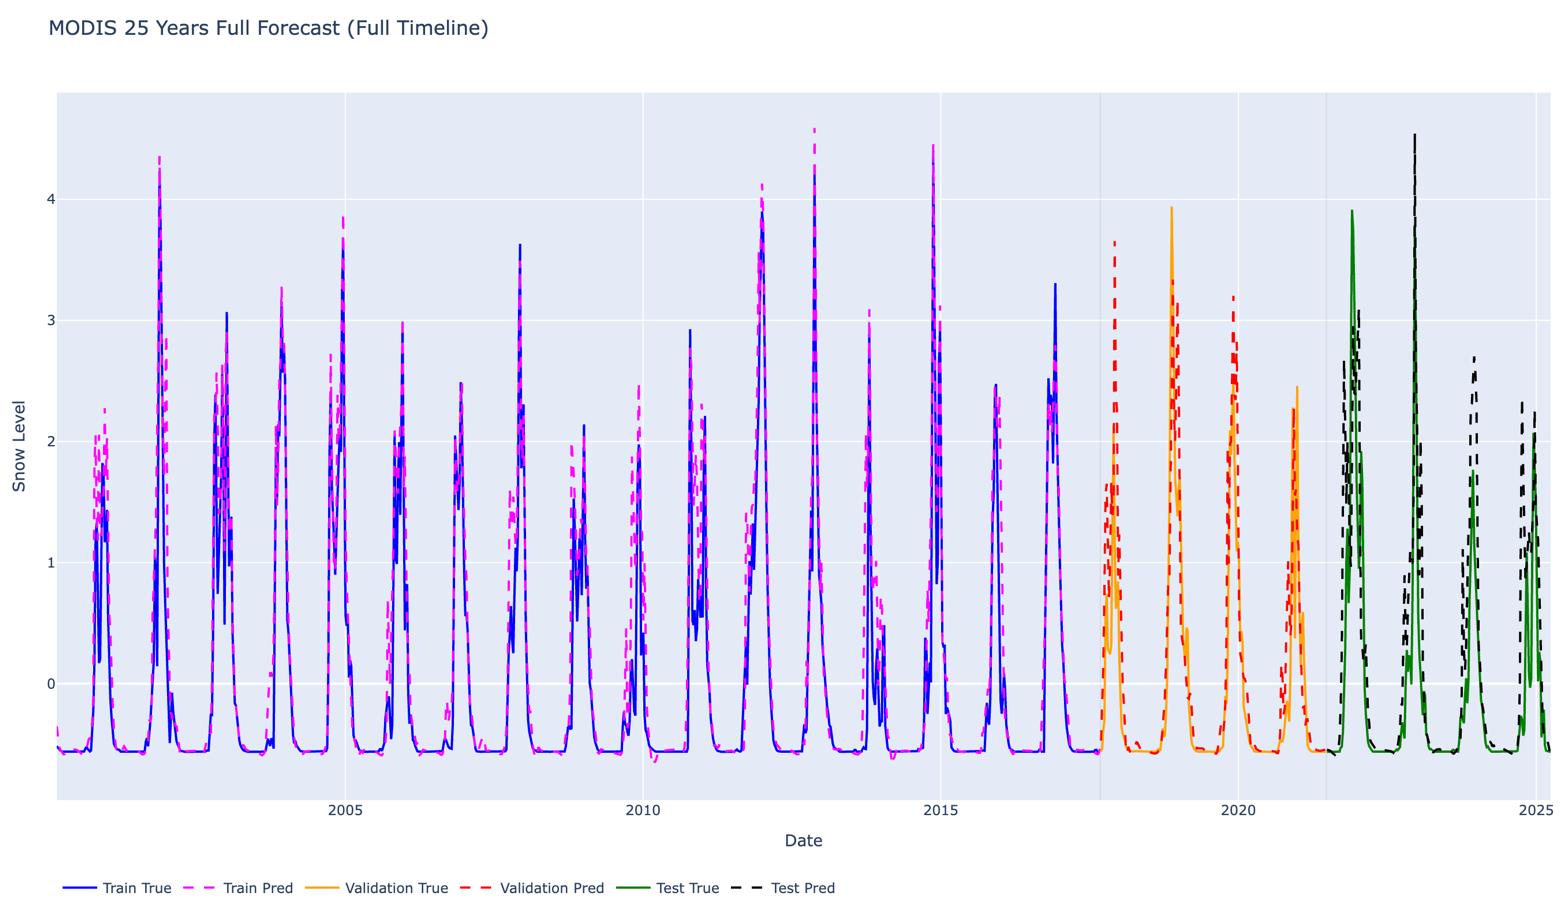 MODIS 25 Years Full Forecast (Full Timeline)
4
3
2
1
0
Snow Level
2005 2010 2015 2020 2025
Date
Train True Train Pred Validation True Validation Pred Test True Test Pred